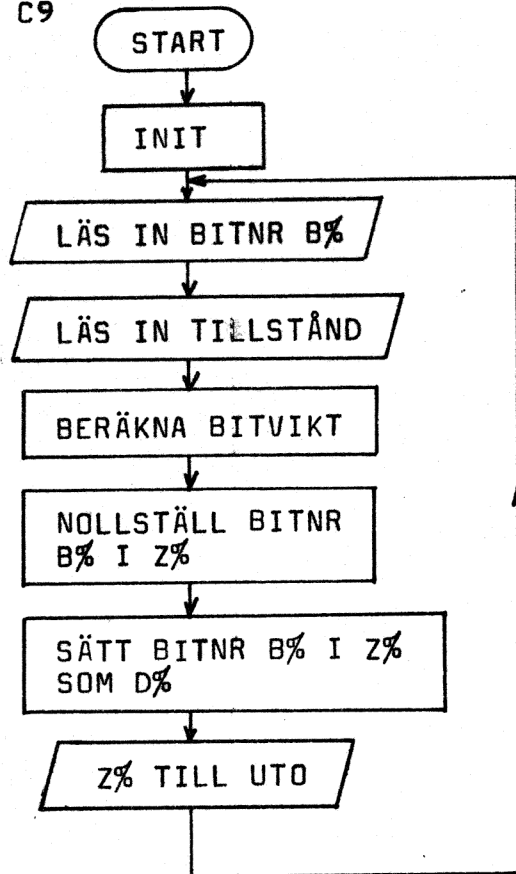 C9
START
INIT
LÄS IN BITNR B%
LÄS IN TILLSTÅND
BERÄKNA BITVIKT
NOLLSTÄLL BITNR
B% I Z%
SÄTT BITNR B% I Z%
SOM D%
Z% TILL UTO